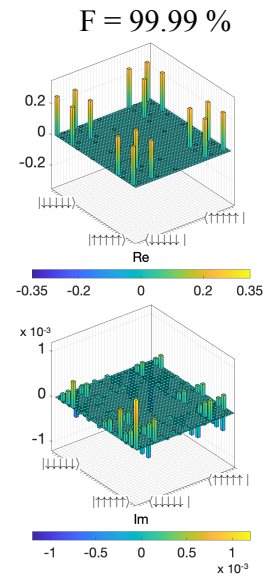 F = 99.99 %
0.2
0
-0.2
|↓↓↓↓↓⟩
⟨↑↑↑↑↑|
|↑↑↑↑↑⟩ ⟨↓↓↓↓↓|
Re
-0.35 -0.2 0 0.2 0.35
x 10⁻³
1
0
-1
|↓↓↓↓↓⟩
⟨↑↑↑↑↑|
|↑↑↑↑↑⟩ ⟨↓↓↓↓↓|
Im
-1 -0.5 0 0.5 1
x 10⁻³